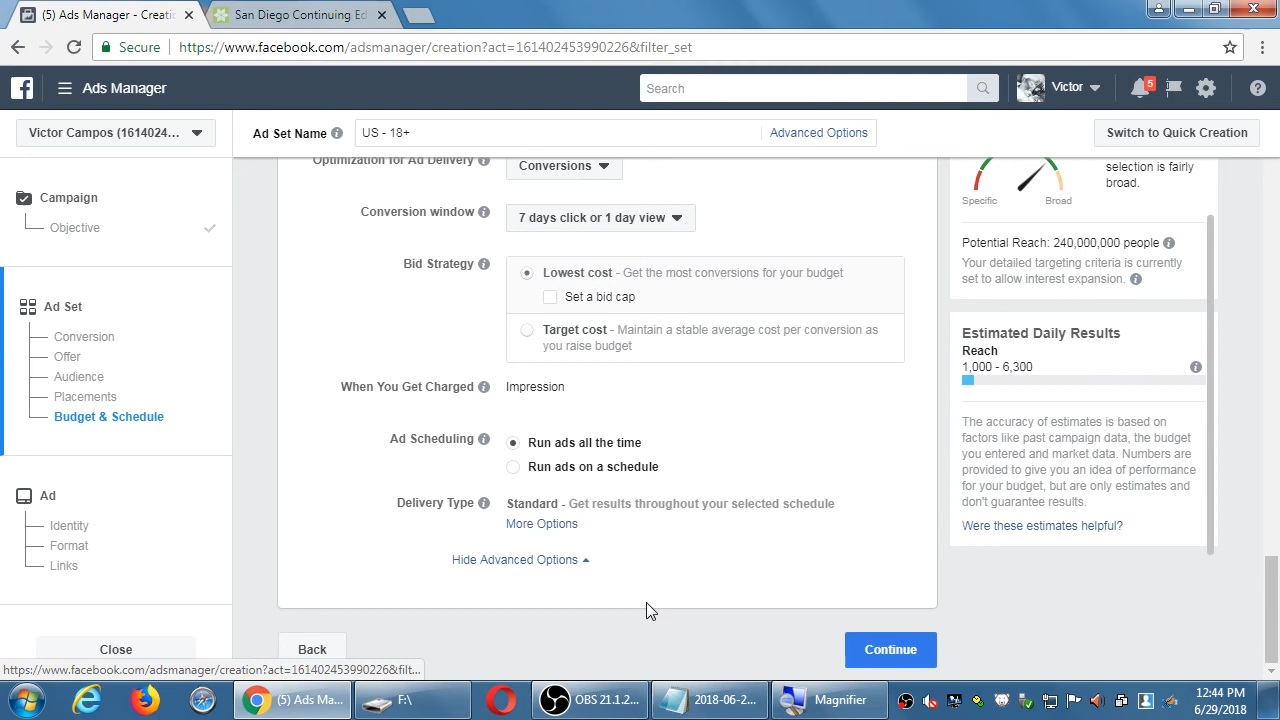 (5) Ads Manager - Creatio
San Diego Continuing Ed
Secure
https://www.facebook.com/adsmanager/creation?act=161402453990226&filter_set
Ads Manager
Search
Victor
5
Victor Campos (1614024...
Ad Set Name
US - 18+
Advanced Options
Switch to Quick Creation
Campaign
Objective
Ad Set
Conversion
Offer
Audience
Placements
Budget & Schedule
Ad
Identity
Format
Links
Close
Optimization for Ad Delivery
Conversions
Conversion window
7 days click or 1 day view
Bid Strategy
Lowest cost - Get the most conversions for your budget
Set a bid cap
Target cost - Maintain a stable average cost per conversion as
you raise budget
When You Get Charged
Impression
Ad Scheduling
Run ads all the time
Run ads on a schedule
Delivery Type
Standard - Get results throughout your selected schedule
More Options
Hide Advanced Options
Back
Continue
selection is fairly
broad.
Specific
Broad
Potential Reach: 240,000,000 people
Your detailed targeting criteria is currently
set to allow interest expansion.
Estimated Daily Results
Reach
1,000 - 6,300
The accuracy of estimates is based on
factors like past campaign data, the budget
you entered and market data. Numbers are
provided to give you an idea of performance
for your budget, but are only estimates and
don't guarantee results.
Were these estimates helpful?
https://www.facebook.com/adsmanager/creation?act=161402453990226&filt...
(5) Ads Ma...
F:\
OBS 21.1.2...
2018-06-2...
Magnifier
12:44 PM
6/29/2018